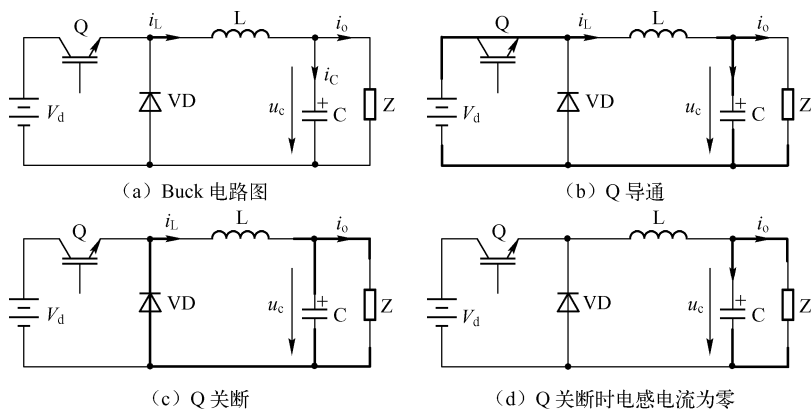 Q i_L L i_o
i_C
V_d VD u_c + C Z
（a）Buck 电路图
Q i_L L i_o
V_d VD u_c + C Z
（b）Q 导通
Q i_L L i_o
V_d VD u_c + C Z
（c）Q 关断
Q L i_o
V_d VD u_c + C Z
（d）Q 关断时电感电流为零